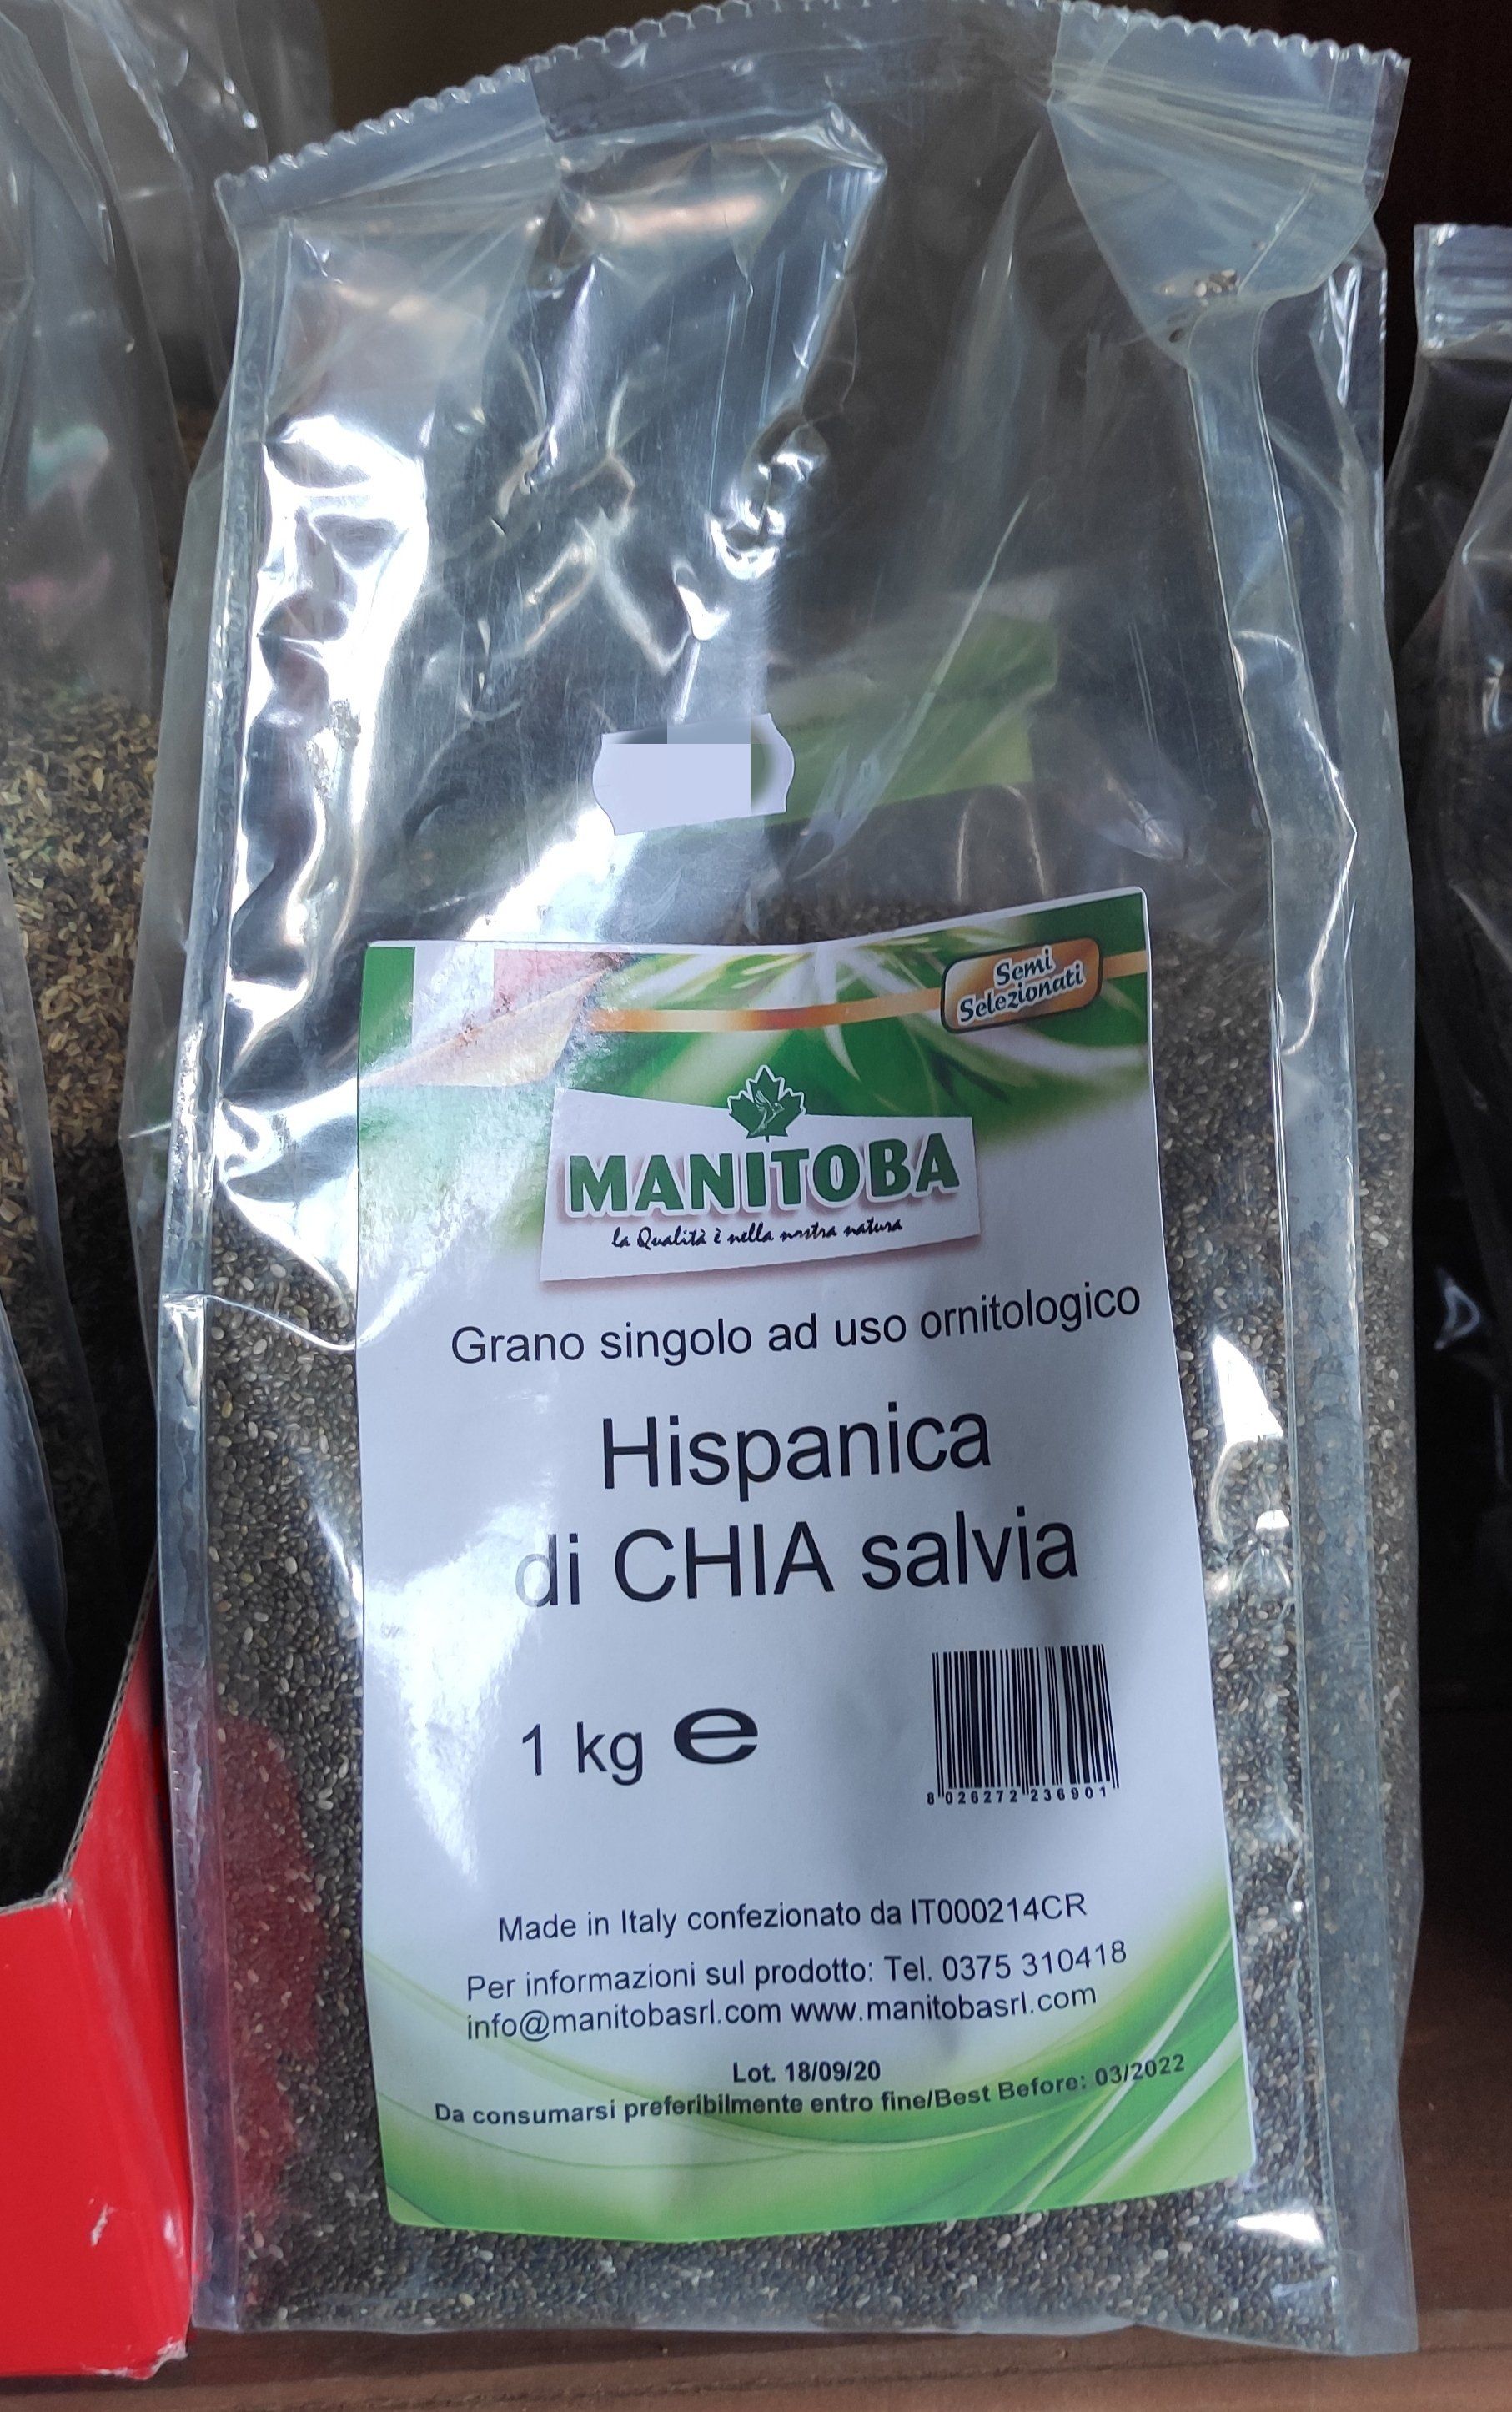 Semi
Selezionati
MANITOBA
la Qualità è nella nostra natura
Grano singolo ad uso ornitologico
Hispanica
di CHIA salvia
1 kg e
8 026272 236901
Made in Italy confezionato da IT000214CR
Per informazioni sul prodotto: Tel. 0375 310418
info@manitobasrl.com www.manitobasrl.com
Lot. 18/09/20
Da consumarsi preferibilmente entro fine/Best Before: 03/2022